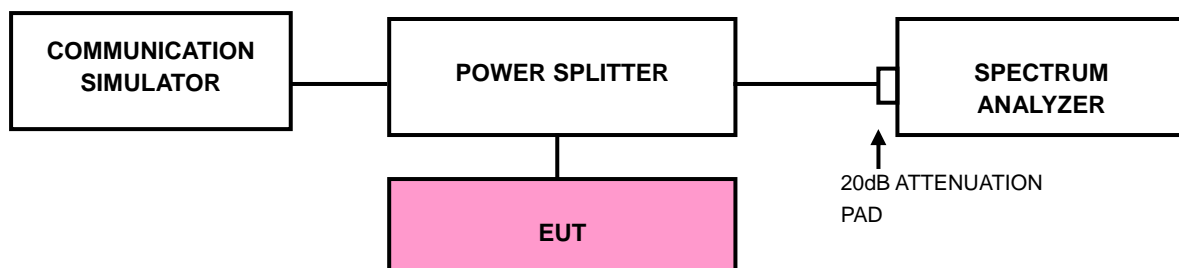 COMMUNICATION
SIMULATOR
POWER SPLITTER
SPECTRUM
ANALYZER
20dB ATTENUATION
PAD
EUT